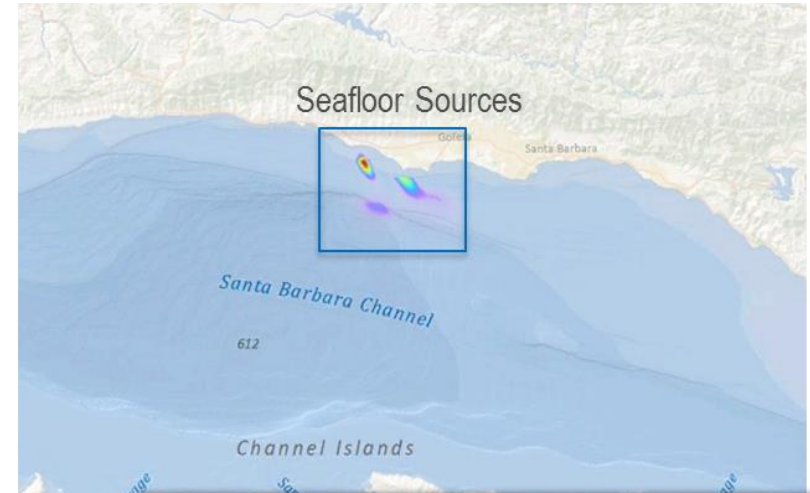 Seafloor Sources
Goleta
Santa Barbara
Santa Barbara Channel
612
Channel Islands